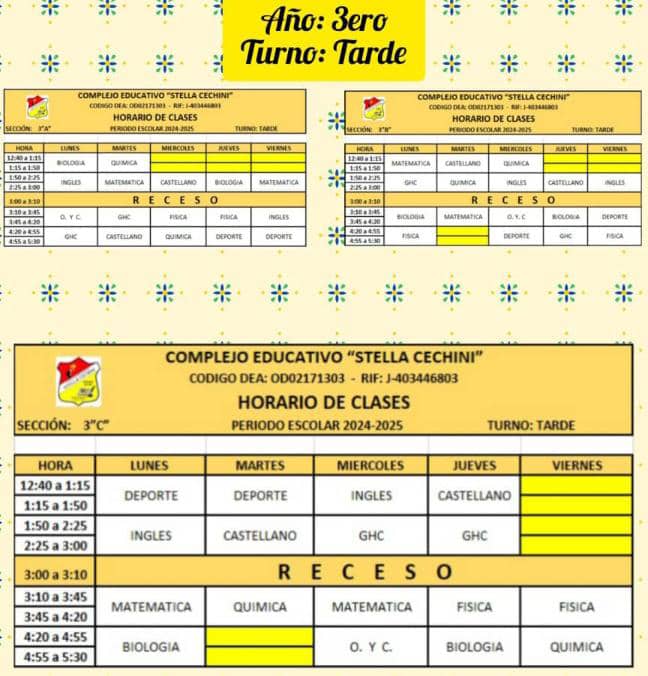 Año: 3ero
Turno: Tarde
COMPLEJO EDUCATIVO “STELLA CECHINI”
CODIGO DEA: OD02171303 - RIF: J-403446803
HORARIO DE CLASES
SECCIÓN: 3”A” PERIODO ESCOLAR 2024-2025 TURNO: TARDE
HORA LUNES MARTES MIERCOLES JUEVES VIERNES
12:40 a 1:15
BIOLOGIA QUIMICA
1:15 a 1:50
1:50 a 2:25
INGLES MATEMATICA CASTELLANO BIOLOGIA MATEMATICA
2:25 a 3:00
3:00 a 3:10 R E C E S O
3:10 a 3:45
O. Y C. GHC FISICA FISICA INGLES
3:45 a 4:20
4:20 a 4:55
GHC CASTELLANO QUIMICA DEPORTE DEPORTE
4:55 a 5:30
COMPLEJO EDUCATIVO “STELLA CECHINI”
CODIGO DEA: OD02171303 - RIF: J-403446803
HORARIO DE CLASES
SECCIÓN: 3”B” PERIODO ESCOLAR 2024-2025 TURNO: TARDE
HORA LUNES MARTES MIERCOLES JUEVES VIERNES
12:40 a 1:15
MATEMATICA CASTELLANO QUIMICA
1:15 a 1:50
1:50 a 2:25
GHC QUIMICA INGLES CASTELLANO INGLES
2:25 a 3:00
3:00 a 3:10 R E C E S O
3:10 a 3:45
BIOLOGIA MATEMATICA O. Y. C BIOLOGIA DEPORTE
3:45 a 4:20
4:20 a 4:55
FISICA DEPORTE GHC FISICA
4:55 a 5:30
COMPLEJO EDUCATIVO “STELLA CECHINI”
CODIGO DEA: OD02171303 - RIF: J-403446803
HORARIO DE CLASES
SECCIÓN: 3”C” PERIODO ESCOLAR 2024-2025 TURNO: TARDE
HORA LUNES MARTES MIERCOLES JUEVES VIERNES
12:40 a 1:15
DEPORTE DEPORTE INGLES CASTELLANO
1:15 a 1:50
1:50 a 2:25
INGLES CASTELLANO GHC GHC
2:25 a 3:00
3:00 a 3:10 R E C E S O
3:10 a 3:45
MATEMATICA QUIMICA MATEMATICA FISICA FISICA
3:45 a 4:20
4:20 a 4:55
BIOLOGIA O. Y C. BIOLOGIA QUIMICA
4:55 a 5:30